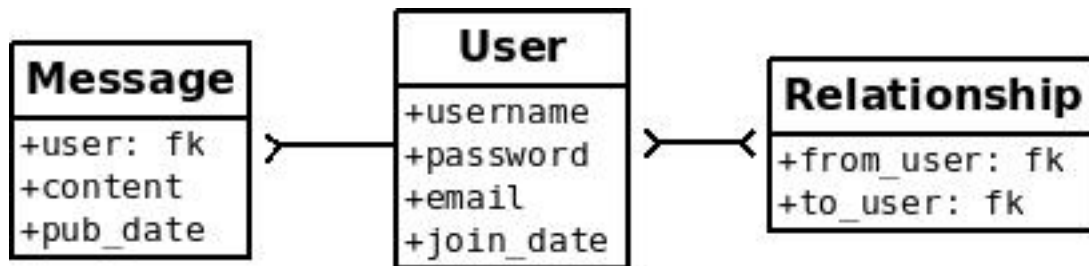 Message
+user: fk
+content
+pub_date
User
+username
+password
+email
+join_date
Relationship
+from_user: fk
+to_user: fk